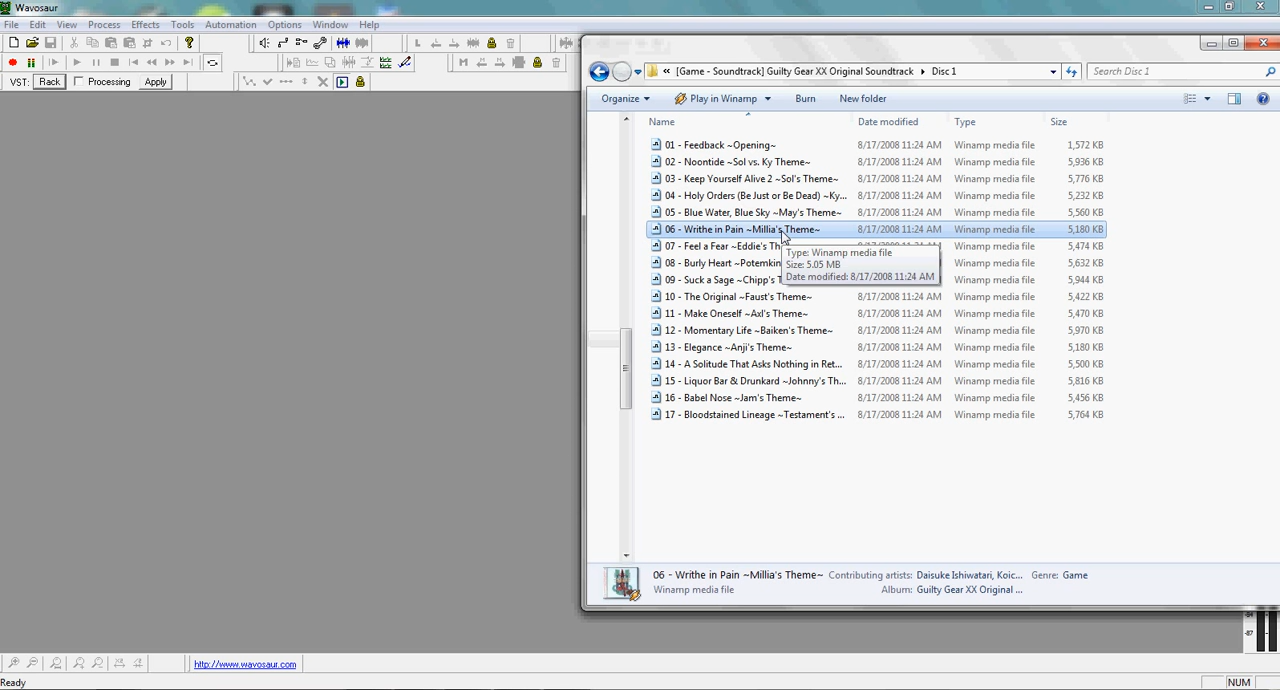 Wavosaur
File Edit View Process Effects Tools Automation Options Window Help
VST: Rack Processing Apply
« [Game - Soundtrack] Guilty Gear XX Original Soundtrack Disc 1 Search Disc 1
Organize Play in Winamp Burn New folder
Name Date modified Type Size
01 - Feedback ~Opening~ 8/17/2008 11:24 AM Winamp media file 1,572 KB
02 - Noontide ~Sol vs. Ky Theme~ 8/17/2008 11:24 AM Winamp media file 5,936 KB
03 - Keep Yourself Alive 2 ~Sol's Theme~ 8/17/2008 11:24 AM Winamp media file 5,776 KB
04 - Holy Orders (Be Just or Be Dead) ~Ky... 8/17/2008 11:24 AM Winamp media file 5,232 KB
05 - Blue Water, Blue Sky ~May's Theme~ 8/17/2008 11:24 AM Winamp media file 5,560 KB
06 - Writhe in Pain ~Millia's Theme~ 8/17/2008 11:24 AM Winamp media file 5,180 KB
07 - Feel a Fear ~Eddie's Th 8/17/2008 11:24 AM Winamp media file 5,474 KB
Type: Winamp media file
08 - Burly Heart ~Potemkin Winamp media file 5,632 KB
Size: 5.05 MB
Date modified: 8/17/2008 11:24 AM
09 - Suck a Sage ~Chipp's T Winamp media file 5,944 KB
10 - The Original ~Faust's Theme~ 8/17/2008 11:24 AM Winamp media file 5,422 KB
11 - Make Oneself ~Axl's Theme~ 8/17/2008 11:24 AM Winamp media file 5,470 KB
12 - Momentary Life ~Baiken's Theme~ 8/17/2008 11:24 AM Winamp media file 5,970 KB
13 - Elegance ~Anji's Theme~ 8/17/2008 11:24 AM Winamp media file 5,180 KB
14 - A Solitude That Asks Nothing in Ret... 8/17/2008 11:24 AM Winamp media file 5,500 KB
15 - Liquor Bar & Drunkard ~Johnny's Th... 8/17/2008 11:24 AM Winamp media file 5,816 KB
16 - Babel Nose ~Jam's Theme~ 8/17/2008 11:24 AM Winamp media file 5,456 KB
17 - Bloodstained Lineage ~Testament's ... 8/17/2008 11:24 AM Winamp media file 5,764 KB
06 - Writhe in Pain ~Millia's Theme~ Contributing artists: Daisuke Ishiwatari, Koic... Genre: Game
Winamp media file Album: Guilty Gear XX Original ...
-87
http://www.wavosaur.com
Ready NUM